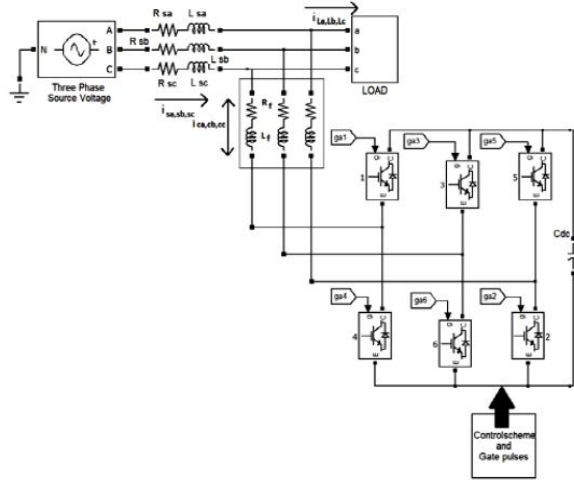 R sa L sa
i La,Lb,Lc
A a
N + R sb B b
C L sb c
R sc L sc
Three Phase
Source Voltage
LOAD
i sa,sb,sc
i ca,cb,cc
R f
L f
ga1 ga3 ga5
g C g C g C
1 3 5
E E E
Cdc
ga4 ga6 ga2
g C g C g C
4 6 2
E E E
Controlscheme
and
Gate pulses